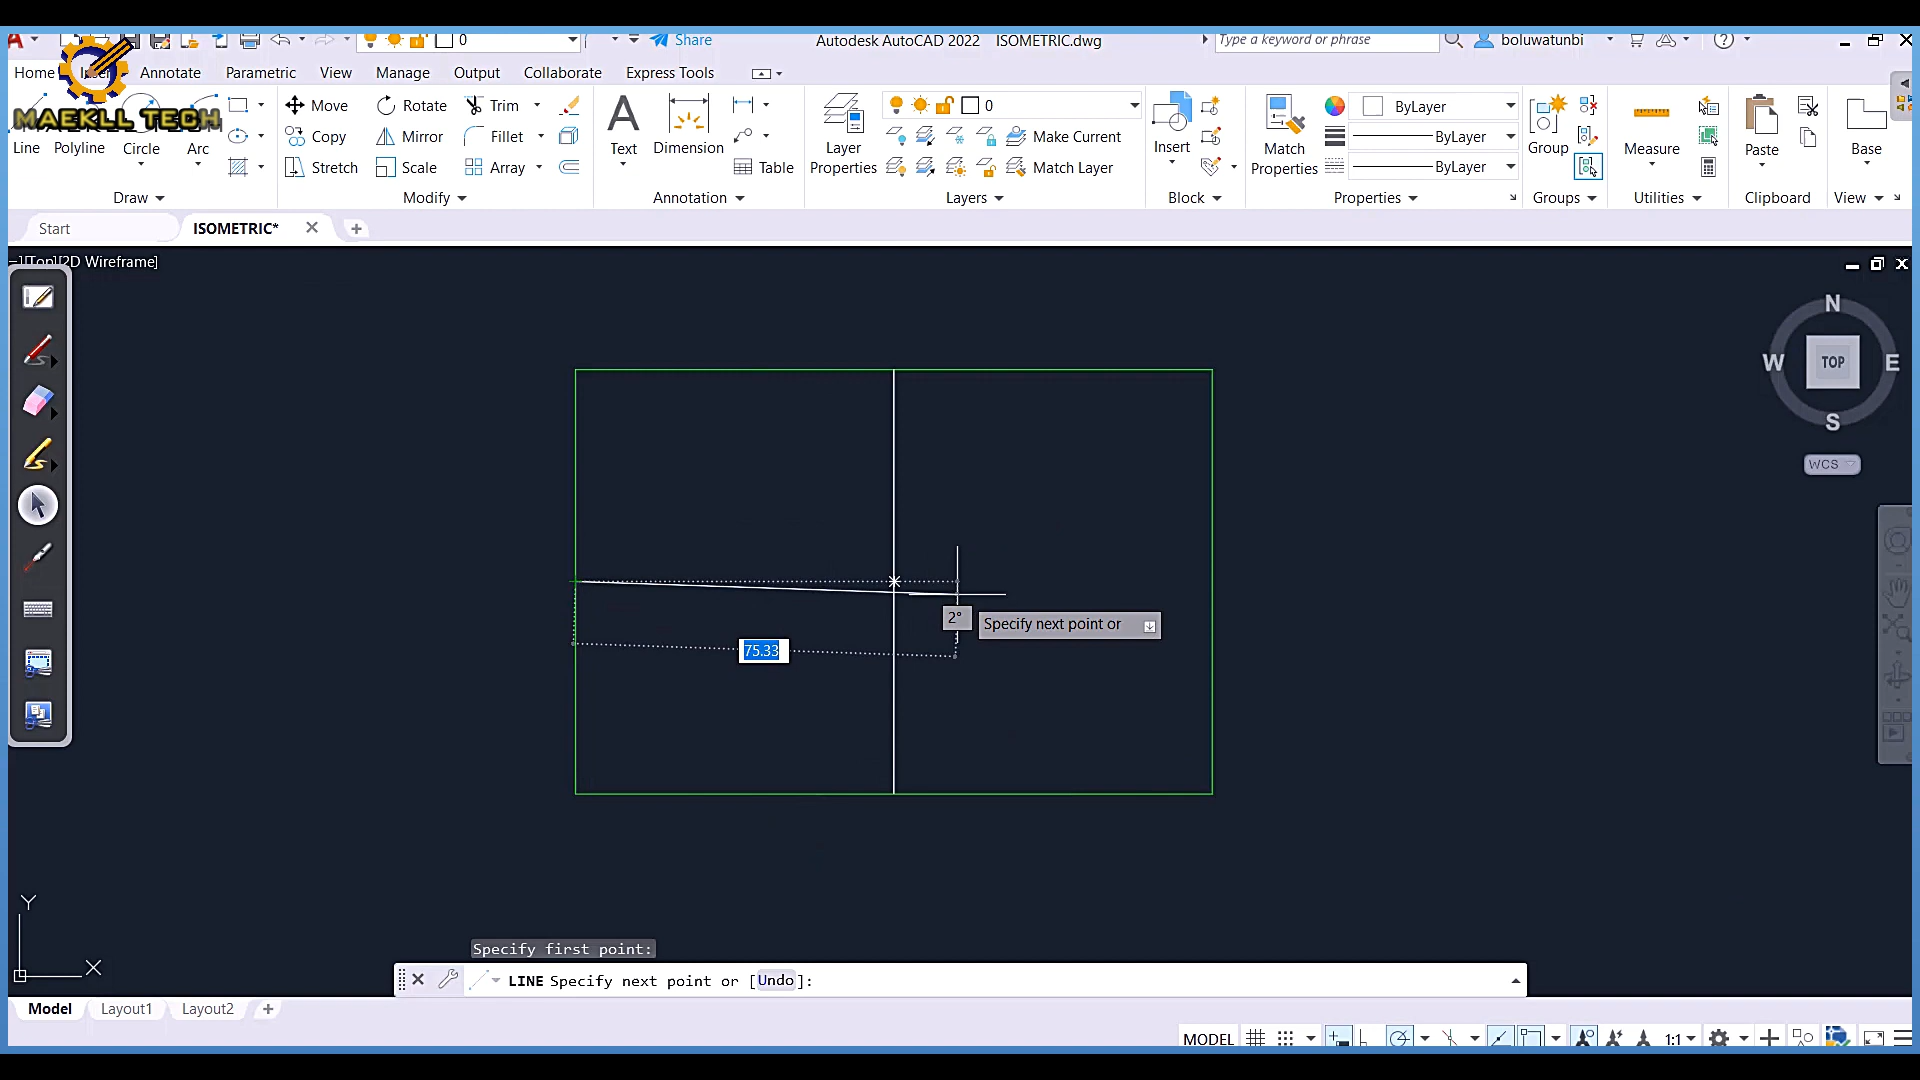 0
Share
Autodesk AutoCAD 2022 ISOMETRIC.dwg
Type a keyword or phrase
boluwatunbi
Home
Annotate
Parametric
View
Manage
Output
Collaborate
Express Tools
MAEKLL TECH
Line
Polyline
Circle
Arc
Move
Rotate
Trim
Copy
Mirror
Fillet
Stretch
Scale
Array
Text
Dimension
Table
Layer
Properties
0
Make Current
Match Layer
Insert
Match
Properties
ByLayer
ByLayer
ByLayer
Group
Measure
Paste
Base
Draw
Modify
Annotation
Layers
Block
Properties
Groups
Utilities
Clipboard
View
Start
ISOMETRIC*
[Top][2D Wireframe]
N
W
TOP
E
S
WCS
2°
Specify next point or
75.33
Y
X
Specify first point:
LINE Specify next point or [Undo]:
Model
Layout1
Layout2
MODEL
1:1